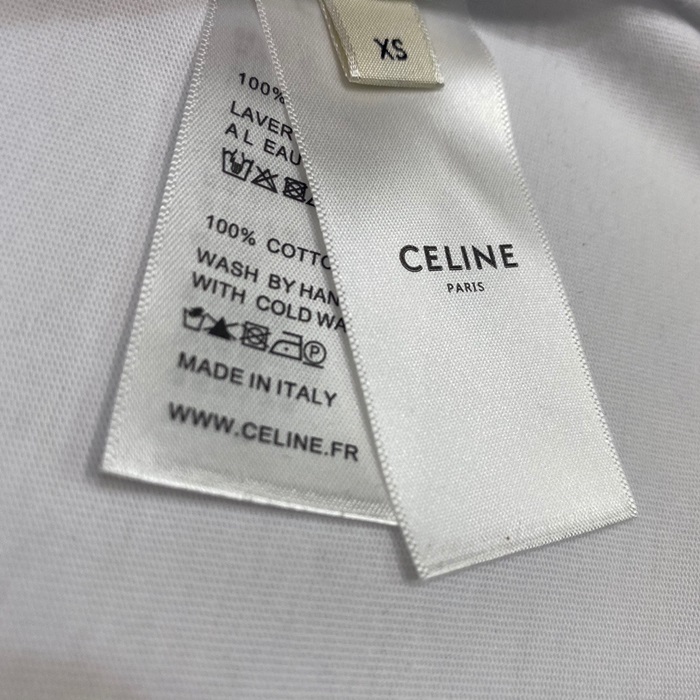 XS
100%
LAVER
AL EAU
100% COTTO
WASH BY HAN
WITH COLD WA
P
MADE IN ITALY
WWW.CELINE.FR
CELINE
PARIS